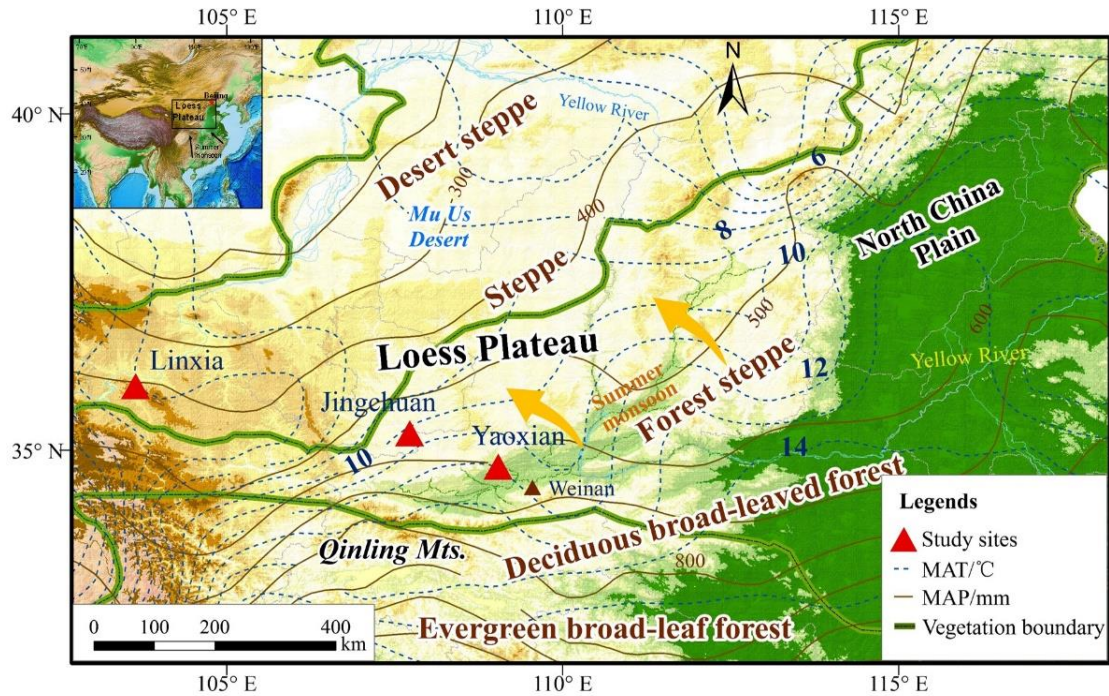 105° E
110° E
115° E
N
Beijing
Loess
Plateau
Summer
monsoon
40° N
35° N
Yellow River
Desert steppe
300
Mu Us
Desert
400
6
8
10
North China
Plain
Steppe
500
600
Linxia
Loess Plateau
Jingchuan
Summer
monsoon
Forest steppe
12
Yellow River
Yaoxian
10
14
Weinan
Qinling Mts.
Deciduous broad-leaved forest
800
Evergreen broad-leaf forest
Legends
Study sites
MAT/℃
MAP/mm
Vegetation boundary
0 100 200 400
km
105° E
110° E
115° E